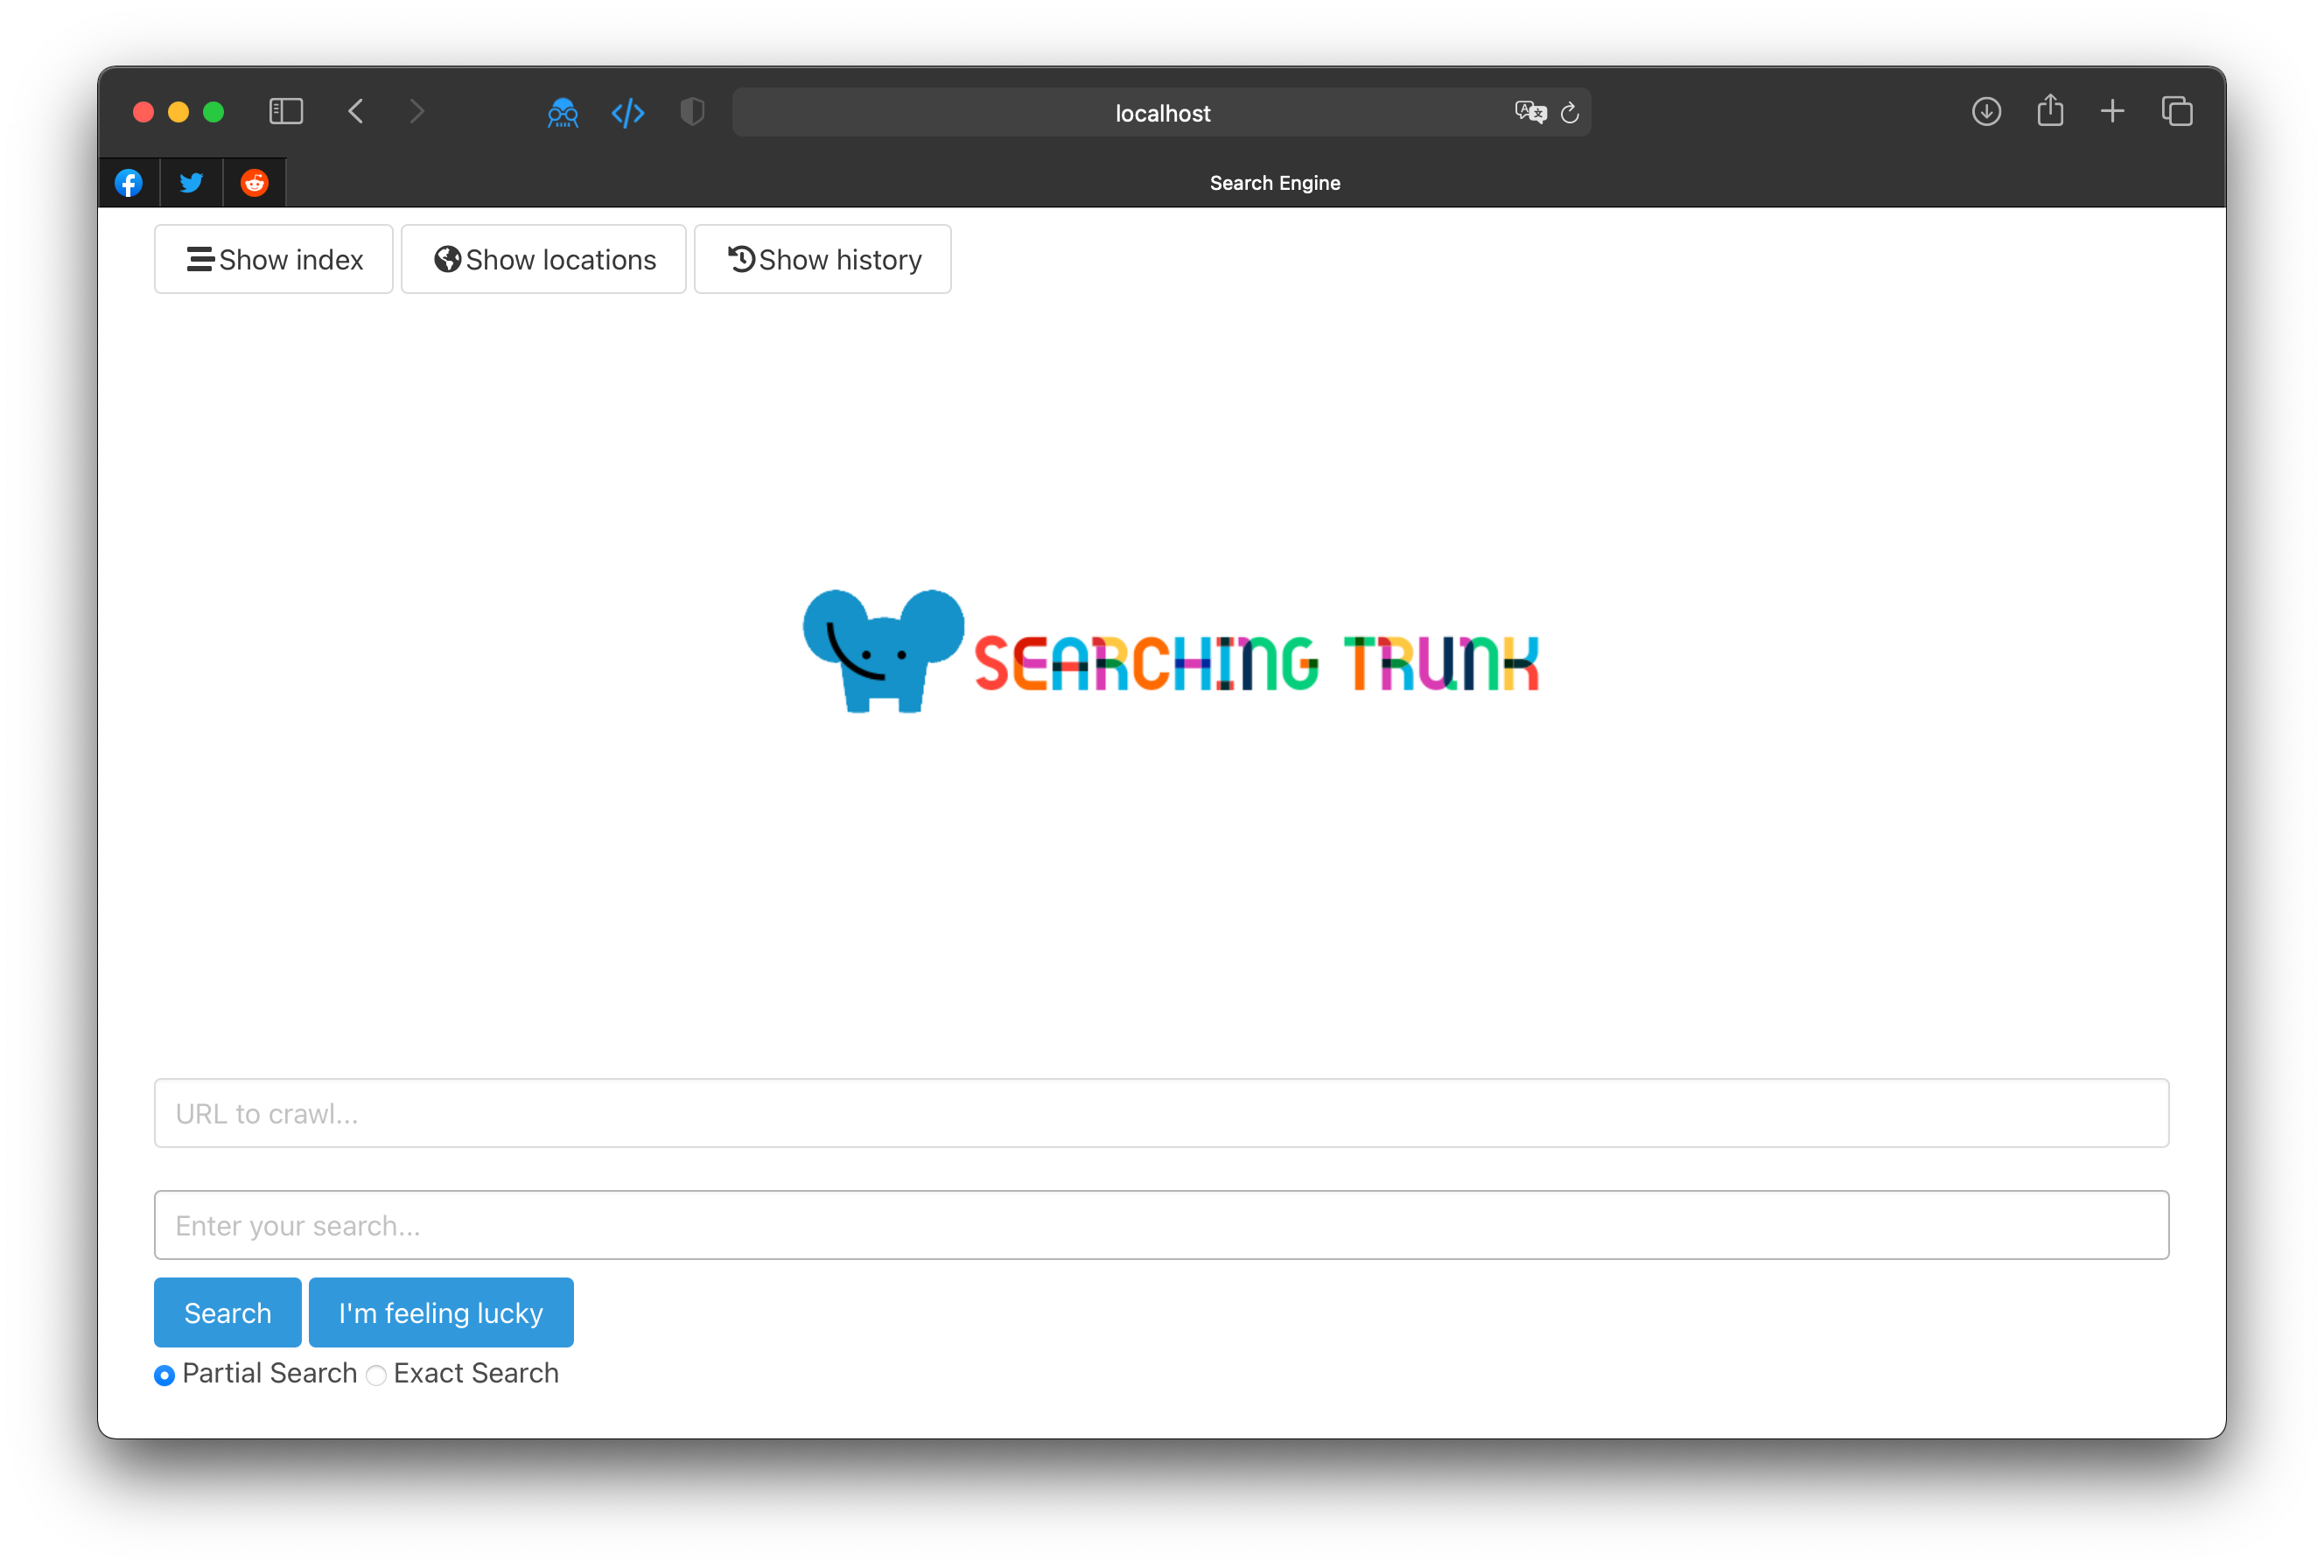 localhost
Search Engine
Show index Show locations Show history
SEARCHING TRUNK
URL to crawl...
Enter your search...
Search I'm feeling lucky
Partial Search Exact Search